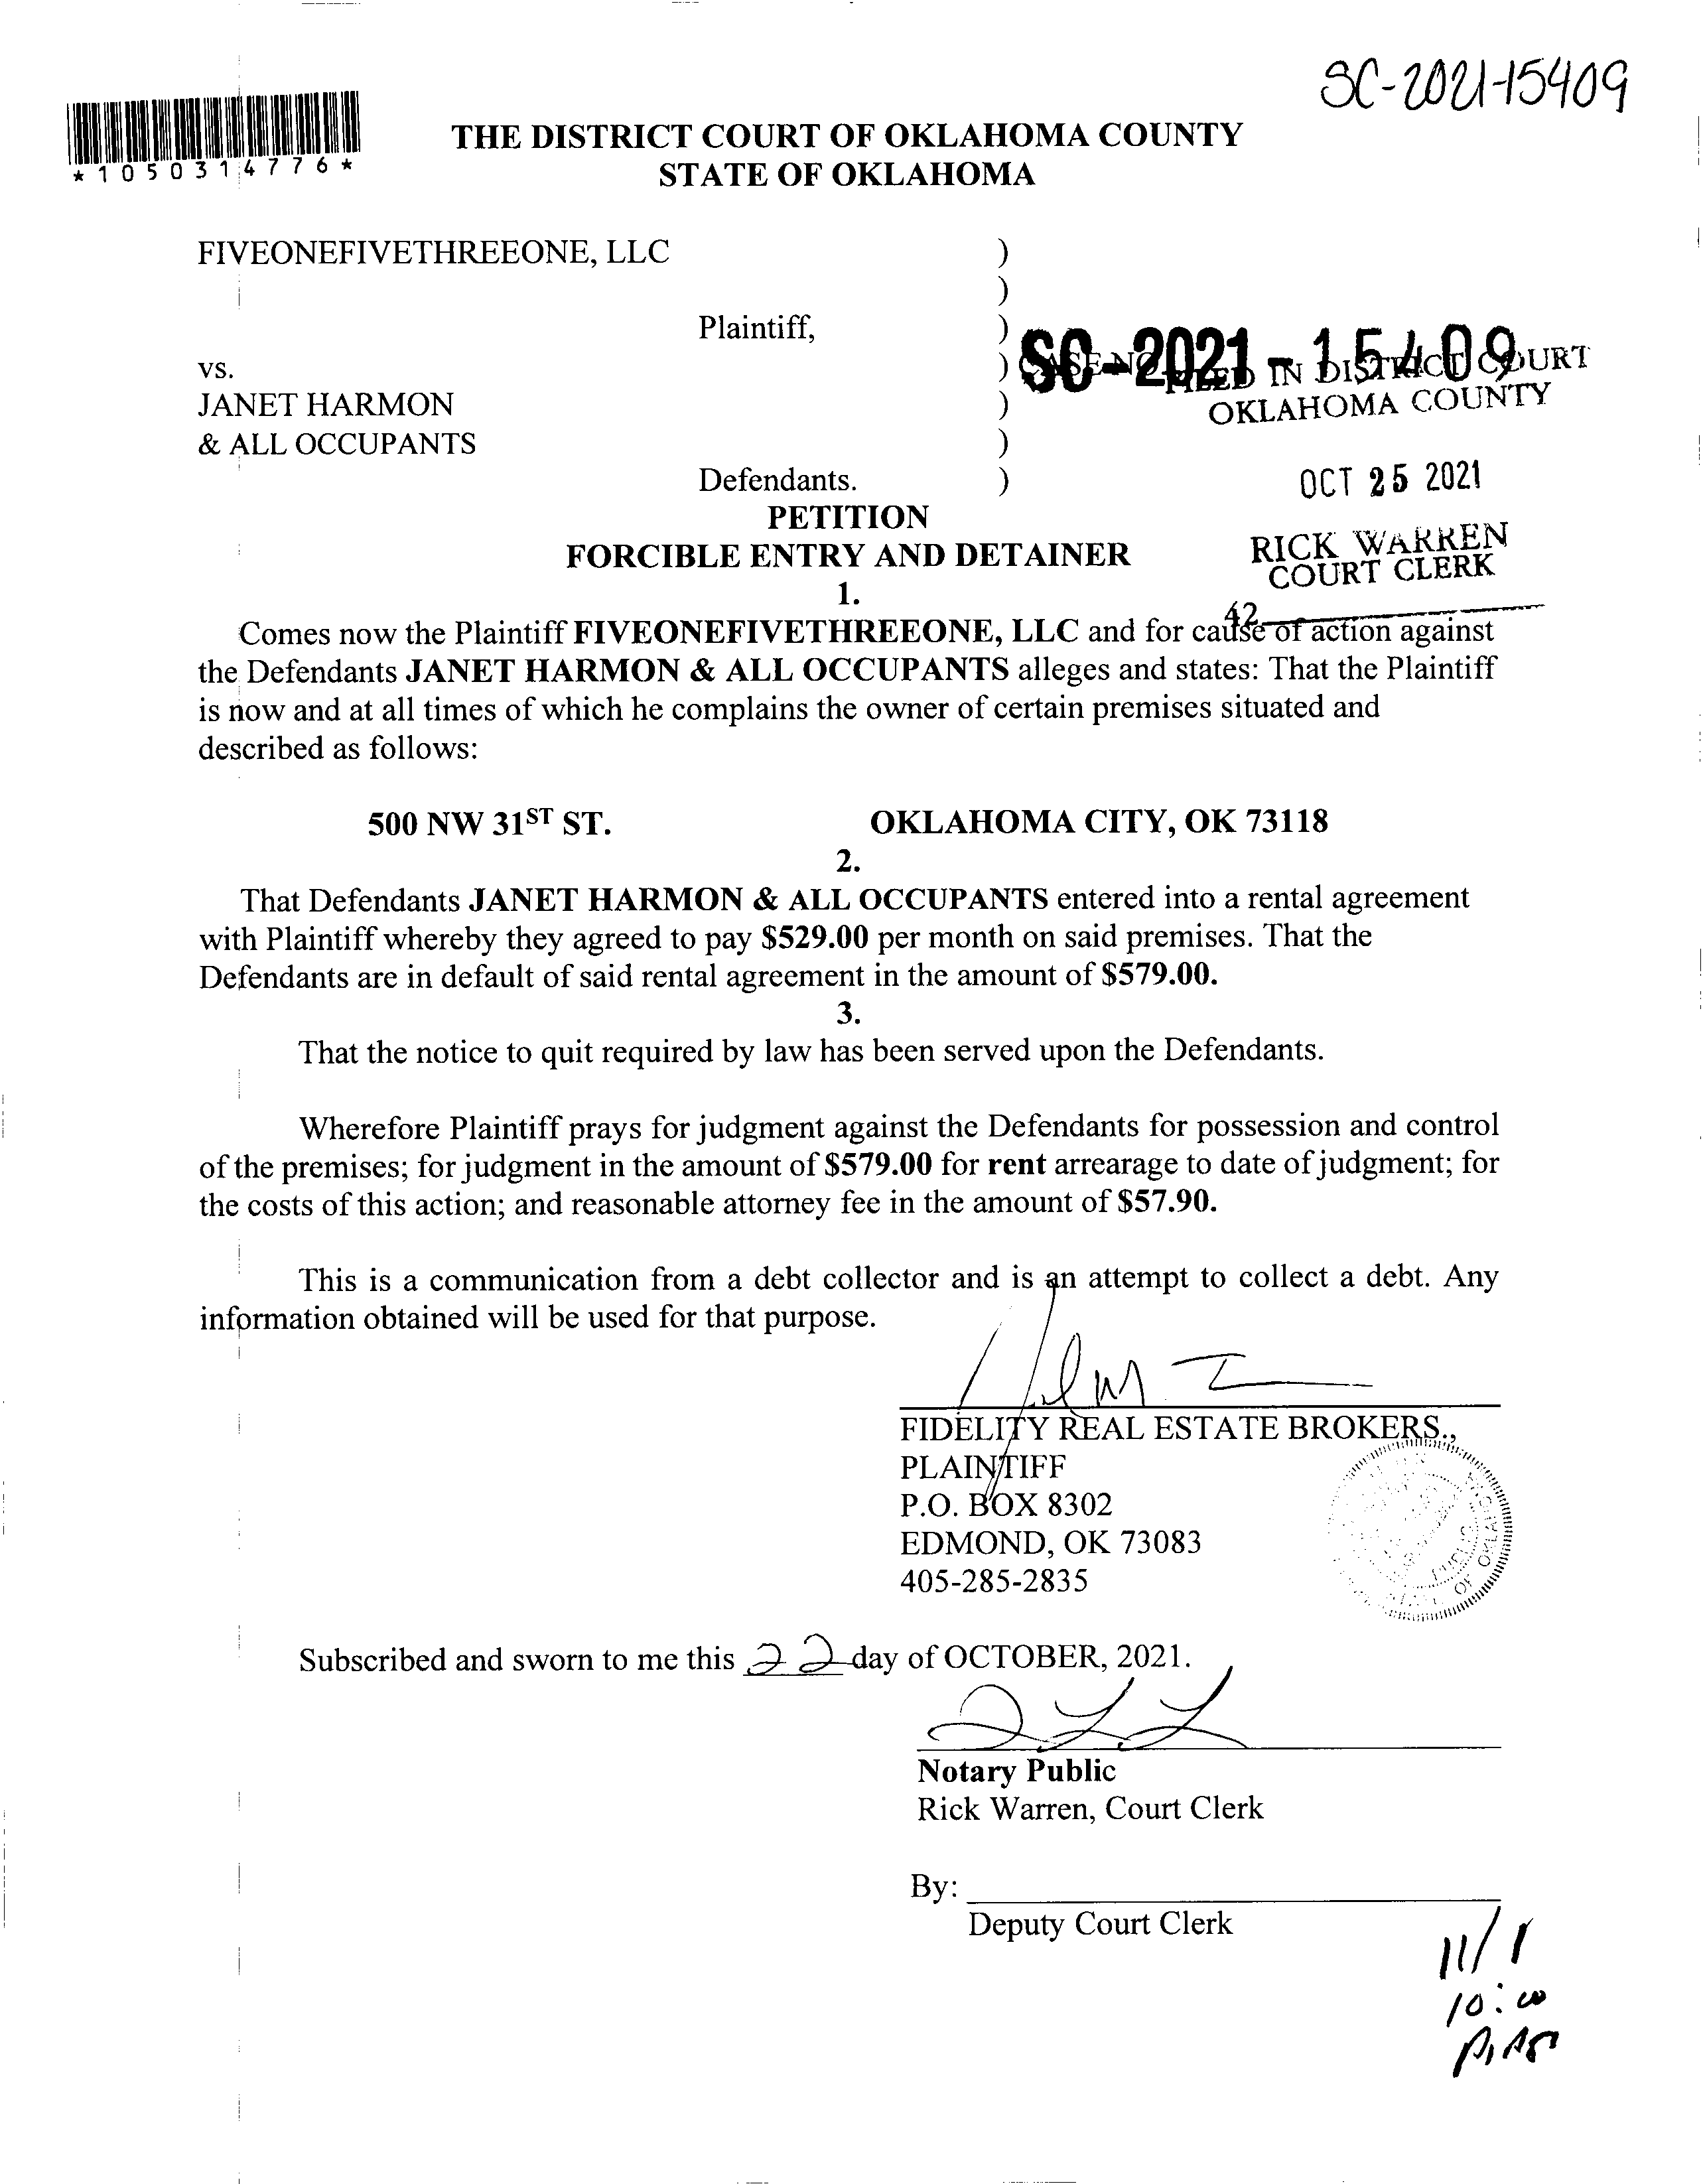 SC-2021-15409
*1050314776*
THE DISTRICT COURT OF OKLAHOMA COUNTY
STATE OF OKLAHOMA
FIVEONEFIVETHREEONE, LLC )
)
Plaintiff, )
SC-2021-15409
vs. ) CASE NO. FILED IN DISTRICT COURT
JANET HARMON ) OKLAHOMA COUNTY
& ALL OCCUPANTS )
Defendants. ) OCT 25 2021
PETITION
RICK WARREN
FORCIBLE ENTRY AND DETAINER
COURT CLERK
1.
42
Comes now the Plaintiff FIVEONEFIVETHREEONE, LLC and for cause of action against
the Defendants JANET HARMON & ALL OCCUPANTS alleges and states: That the Plaintiff
is now and at all times of which he complains the owner of certain premises situated and
described as follows:
500 NW 31ST ST. OKLAHOMA CITY, OK 73118
2.
That Defendants JANET HARMON & ALL OCCUPANTS entered into a rental agreement
with Plaintiff whereby they agreed to pay $529.00 per month on said premises. That the
Defendants are in default of said rental agreement in the amount of $579.00.
3.
That the notice to quit required by law has been served upon the Defendants.
Wherefore Plaintiff prays for judgment against the Defendants for possession and control
of the premises; for judgment in the amount of $579.00 for rent arrearage to date of judgment; for
the costs of this action; and reasonable attorney fee in the amount of $57.90.
This is a communication from a debt collector and is an attempt to collect a debt. Any
information obtained will be used for that purpose.
FIDELITY REAL ESTATE BROKERS.,
PLAINTIFF
P.O. BOX 8302
EDMOND, OK 73083
405-285-2835
PUBLIC
OF OKLAHO
Subscribed and sworn to me this 22 day of OCTOBER, 2021.
Notary Public
Rick Warren, Court Clerk
By:
Deputy Court Clerk
11/1
10:00